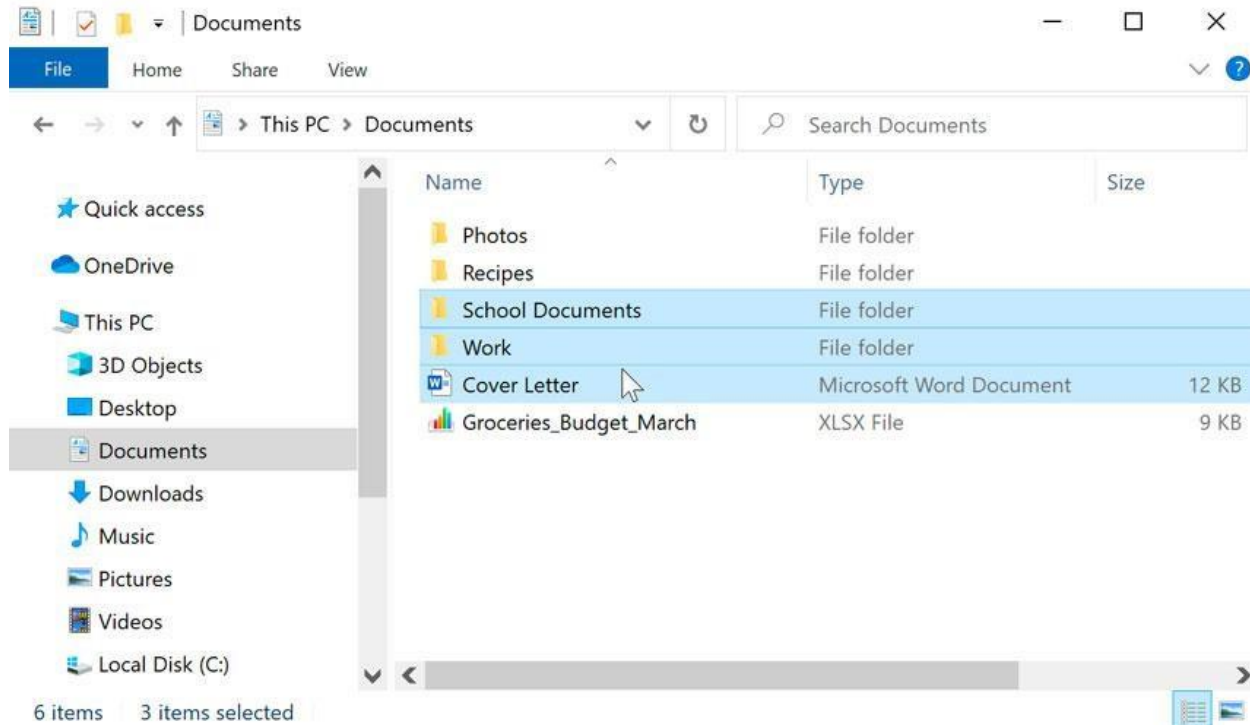 Documents
File Home Share View ?
This PC > Documents
Search Documents
Quick access
OneDrive
This PC
3D Objects
Desktop
Documents
Downloads
Music
Pictures
Videos
Local Disk (C:)
Name Type Size
Photos File folder
Recipes File folder
School Documents File folder
Work File folder
Cover Letter Microsoft Word Document 12 KB
Groceries_Budget_March XLSX File 9 KB
6 items 3 items selected